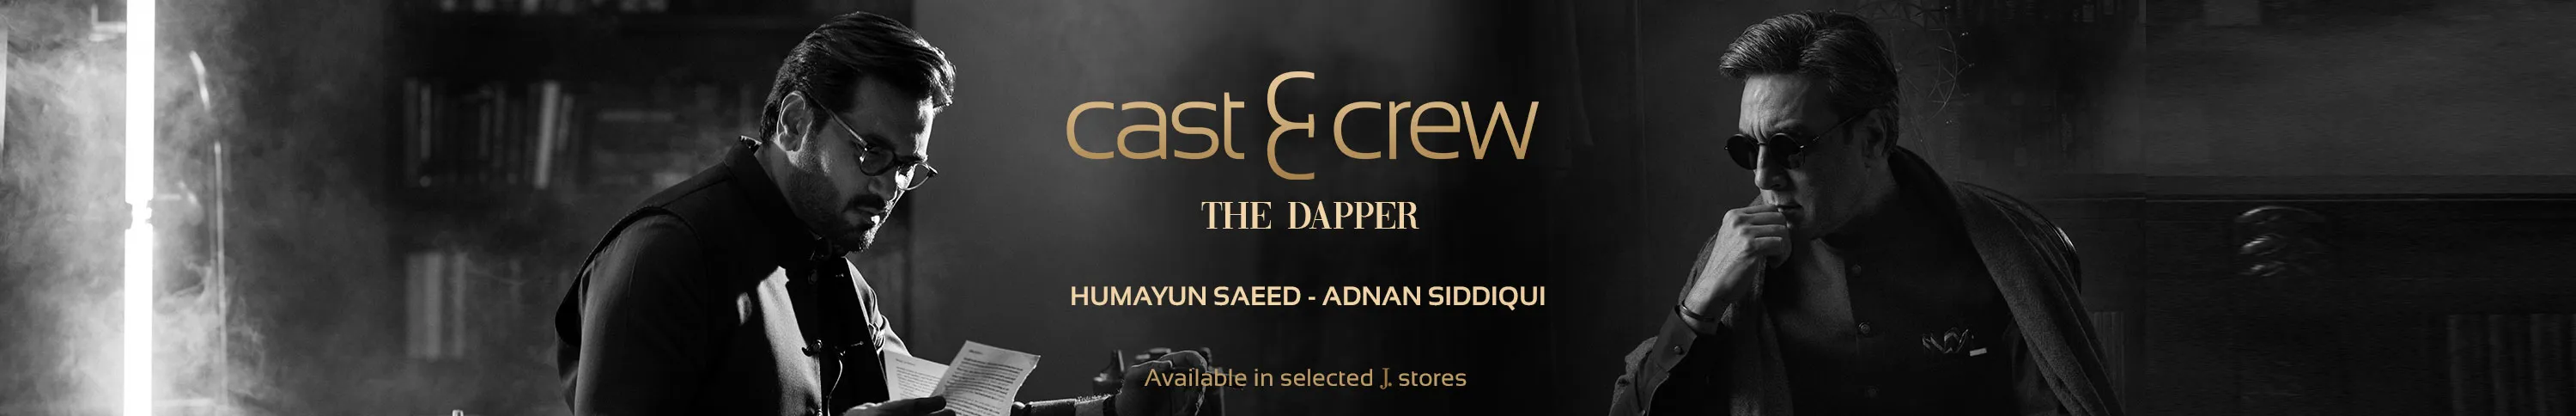 cast & crew
THE DAPPER
HUMAYUN SAEED - ADNAN SIDDIQUI
Available in selected J. stores